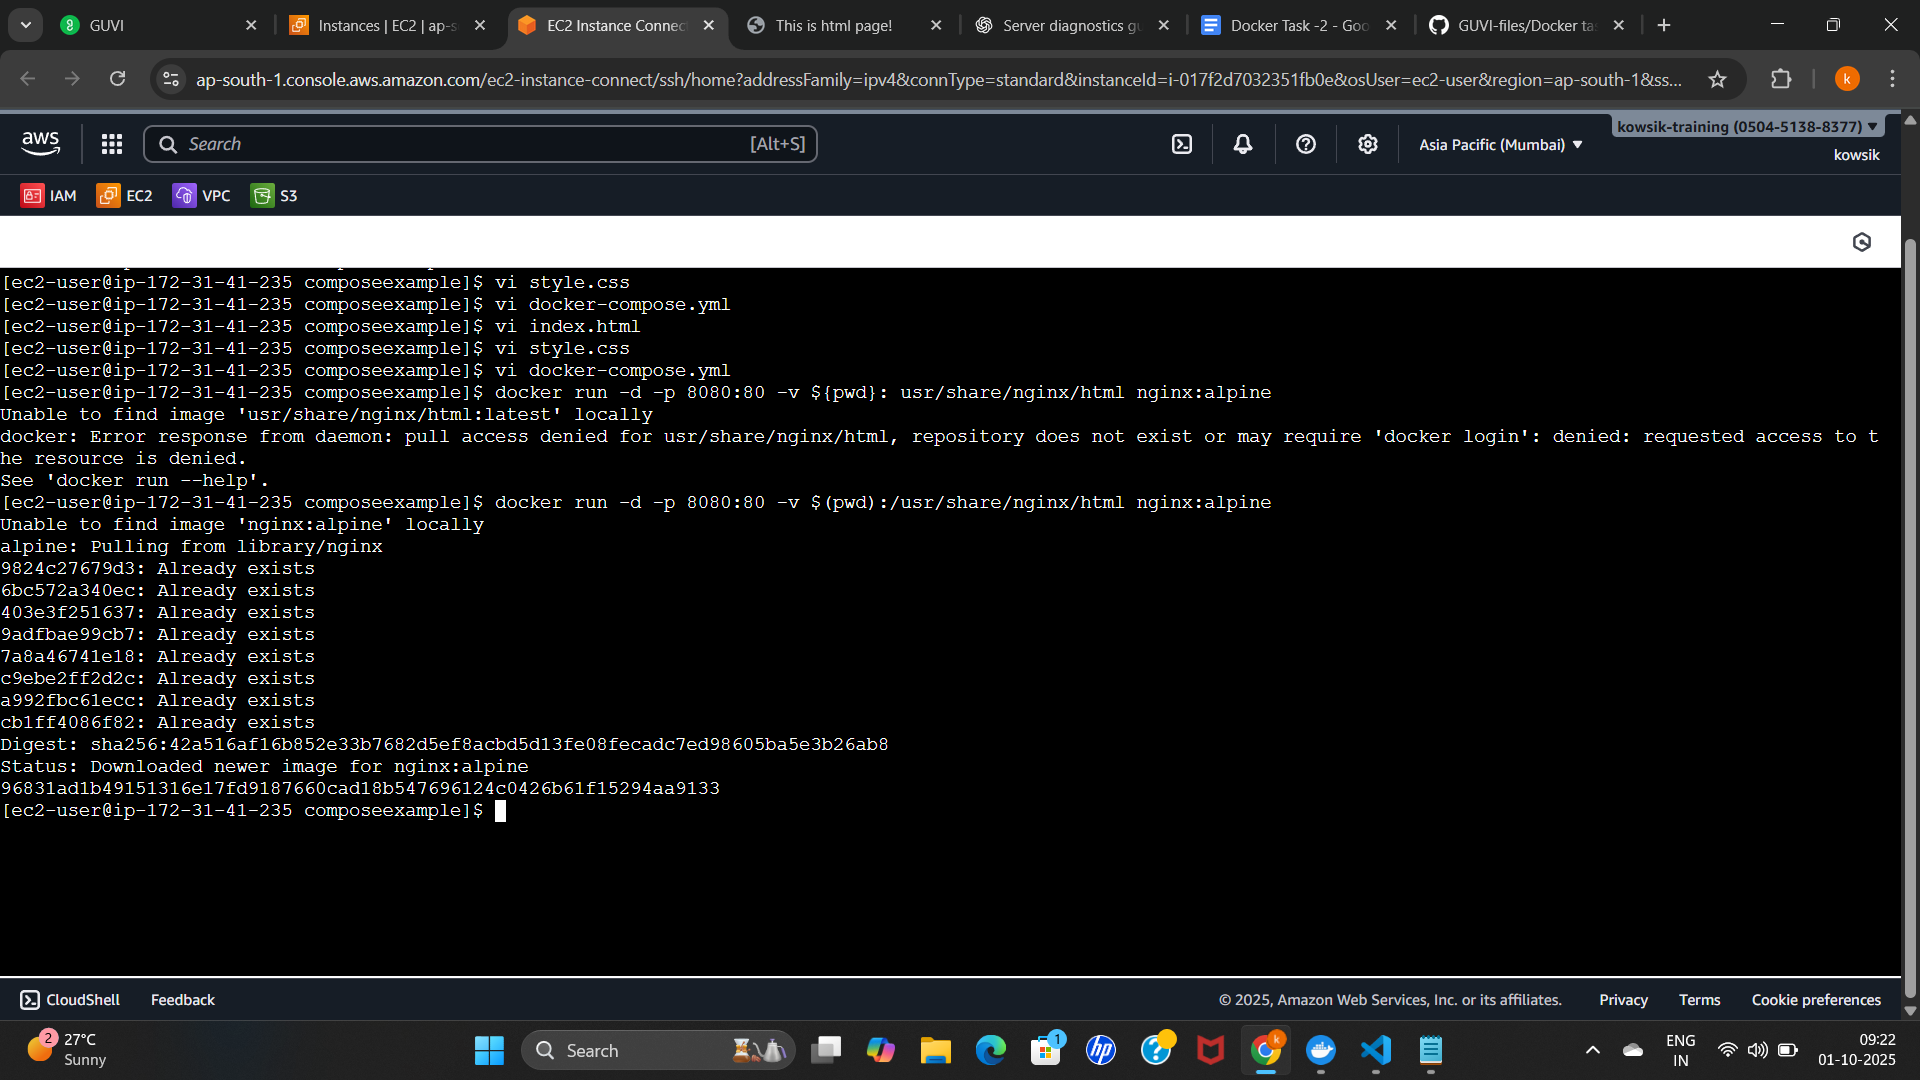 GUVI
Instances | EC2 | ap-s
EC2 Instance Connec
This is html page!
Server diagnostics gu
Docker Task -2 - Goo
GUVI-files/Docker ta
ap-south-1.console.aws.amazon.com/ec2-instance-connect/ssh/home?addressFamily=ipv4&connType=standard&instanceId=i-017f2d7032351fb0e&osUser=ec2-user&region=ap-south-1&ss...
k
aws
Search
[Alt+S]
Asia Pacific (Mumbai)
kowsik-training (0504-5138-8377)
kowsik
IAM
EC2
VPC
S3
[ec2-user@ip-172-31-41-235 composeexample]$ vi style.css
[ec2-user@ip-172-31-41-235 composeexample]$ vi docker-compose.yml
[ec2-user@ip-172-31-41-235 composeexample]$ vi index.html
[ec2-user@ip-172-31-41-235 composeexample]$ vi style.css
[ec2-user@ip-172-31-41-235 composeexample]$ vi docker-compose.yml
[ec2-user@ip-172-31-41-235 composeexample]$ docker run -d -p 8080:80 -v ${pwd}: usr/share/nginx/html nginx:alpine
Unable to find image 'usr/share/nginx/html:latest' locally
docker: Error response from daemon: pull access denied for usr/share/nginx/html, repository does not exist or may require 'docker login': denied: requested access to t
he resource is denied.
See 'docker run --help'.
[ec2-user@ip-172-31-41-235 composeexample]$ docker run -d -p 8080:80 -v $(pwd):/usr/share/nginx/html nginx:alpine
Unable to find image 'nginx:alpine' locally
alpine: Pulling from library/nginx
9824c27679d3: Already exists
6bc572a340ec: Already exists
403e3f251637: Already exists
9adfbae99cb7: Already exists
7a8a46741e18: Already exists
c9ebe2ff2d2c: Already exists
a992fbc61ecc: Already exists
cb1ff4086f82: Already exists
Digest: sha256:42a516af16b852e33b7682d5ef8acbd5d13fe08fecadc7ed98605ba5e3b26ab8
Status: Downloaded newer image for nginx:alpine
96831ad1b49151316e17fd9187660cad18b547696124c0426b61f15294aa9133
[ec2-user@ip-172-31-41-235 composeexample]$
CloudShell
Feedback
© 2025, Amazon Web Services, Inc. or its affiliates.
Privacy
Terms
Cookie preferences
2
27°C
Sunny
Search
1
hp
k
ENG
IN
09:22
01-10-2025